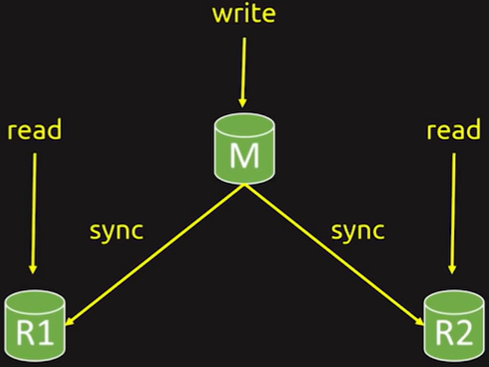 write
read
read
M
sync
sync
R1
R2